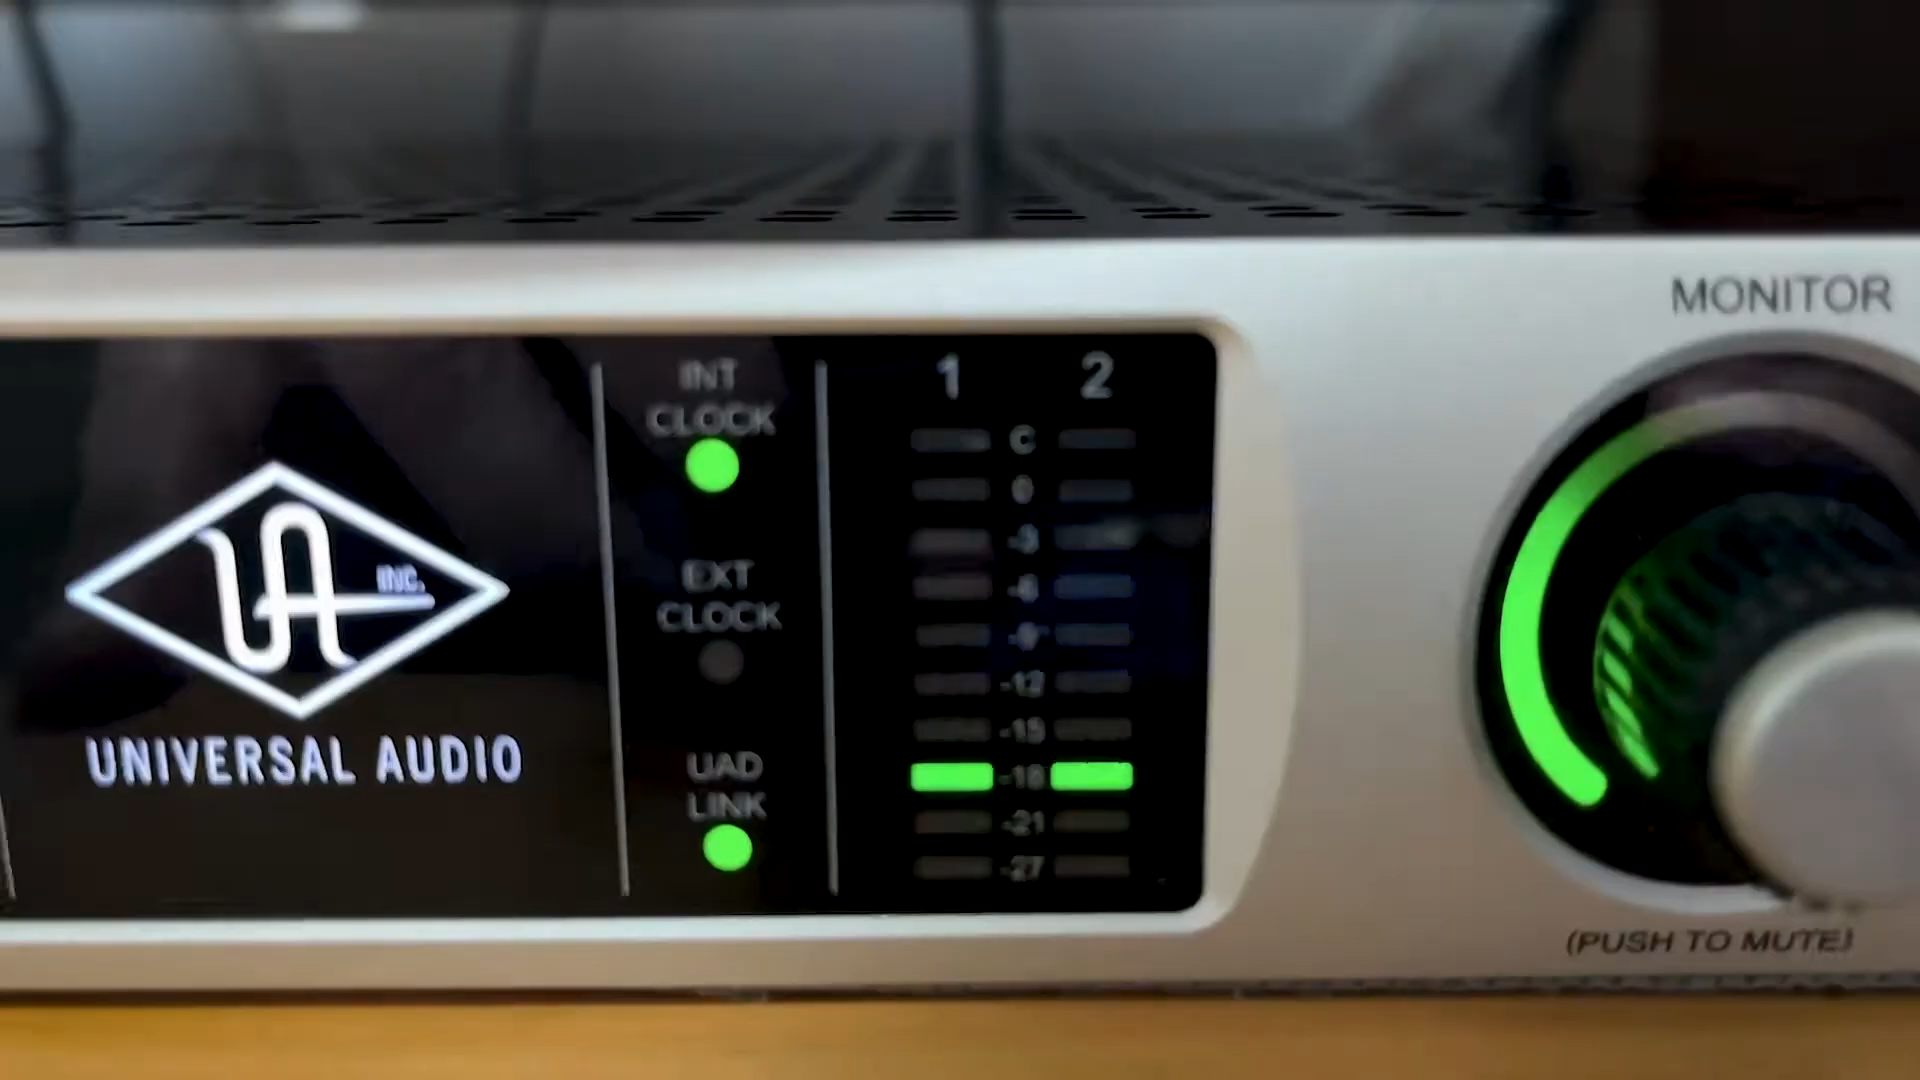 MONITOR
1 2
INT
CLOCK
C
0
-3
-6
-9
-12
-15
-18
-21
-27
EXT
CLOCK
UA INC.
UNIVERSAL AUDIO
UAD
LINK
(PUSH TO MUTE)